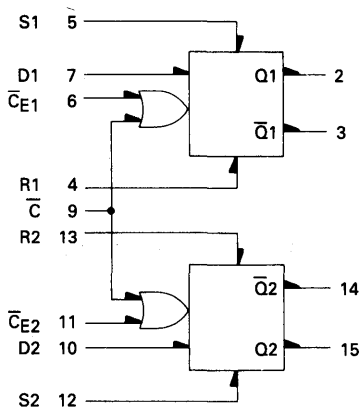 S1 5
D1 7 Q1 2
C̅E1 6
Q̅1 3
R1 4
C̅ 9
R2 13
Q̅2 14
C̅E2 11
D2 10 Q2 15
S2 12